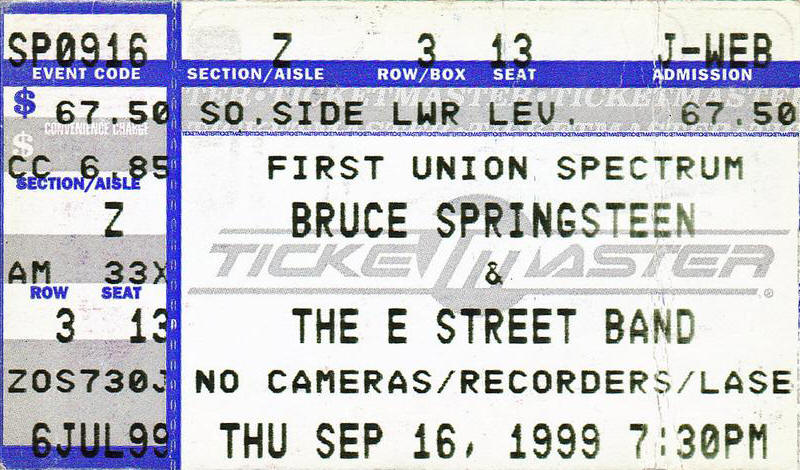 SP0916 Z 3 13 J-WEB
EVENT CODE SECTION/AISLE ROW/BOX SEAT ADMISSION
$ 67.50 SO.SIDE LWR LEV. 67.50
$ CONVENIENCE CHARGE
CC 6.85 FIRST UNION SPECTRUM
SECTION/AISLE
Z BRUCE SPRINGSTEEN
TICKETMASTER ®
AM 33X &
ROW SEAT
3 13 THE E STREET BAND
ZOS730J NO CAMERAS/RECORDERS/LASE
6JUL99 THU SEP 16, 1999 7:30PM